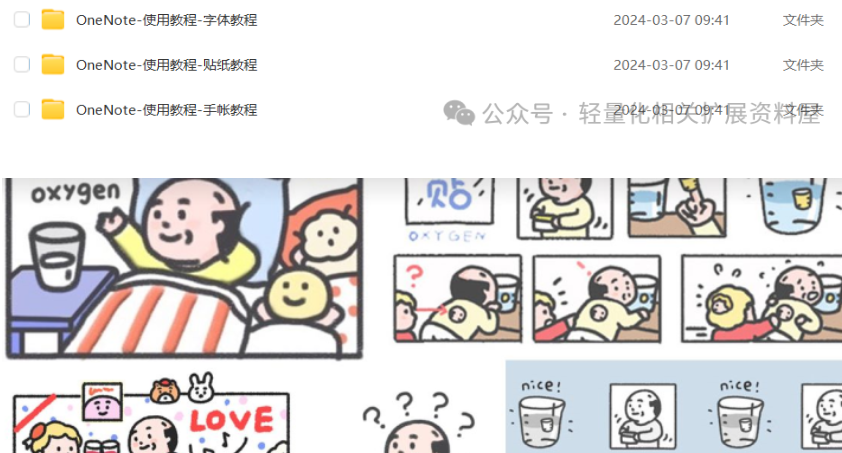 OneNote-使用教程-字体教程 2024-03-07 09:41 文件夹
OneNote-使用教程-贴纸教程 2024-03-07 09:41 文件夹
OneNote-使用教程-手帐教程 2024-03-07 09:41 文件夹
公众号 · 轻量化相关扩展资料屋
oxygen
贴
OXYGEN
?
nice!
nice!
LOVE
? ? ? ?